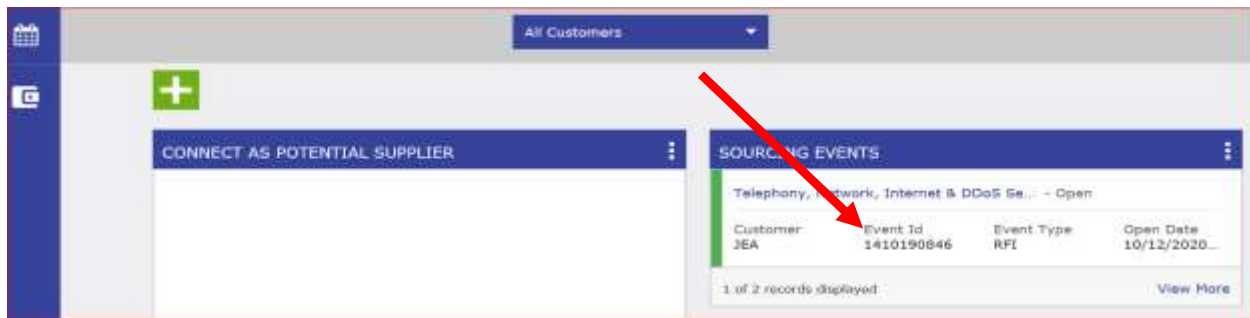 All Customers
CONNECT AS POTENTIAL SUPPLIER
SOURCING EVENTS
Telephony, Network, Internet & DDoS Se... - Open
Customer Event Id Event Type Open Date
JEA 1410190846 RFI 10/12/2020...
1 of 2 records displayed View More